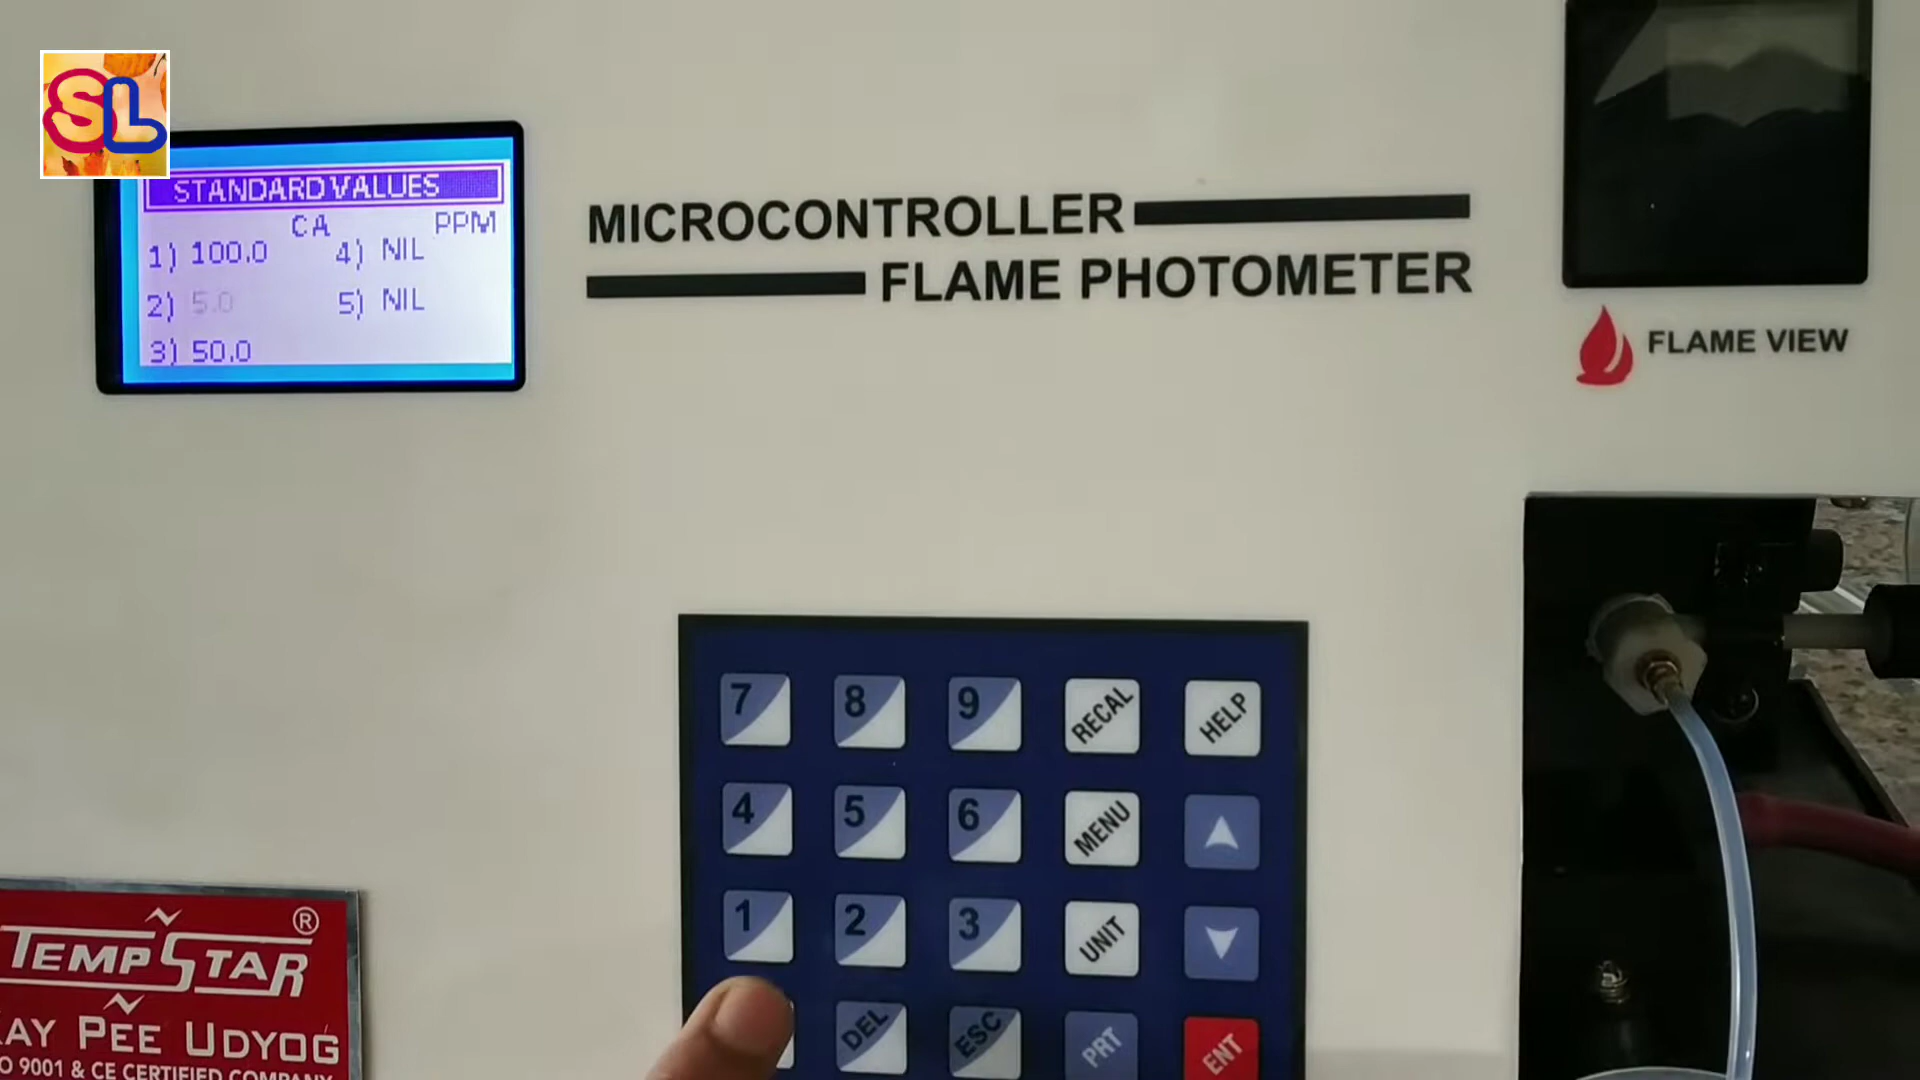 SL
STANDARD VALUES
CA PPM
1) 100.0 4) NIL
2) 5.0 5) NIL
3) 50.0
MICROCONTROLLER
FLAME PHOTOMETER
FLAME VIEW
7 8 9 RECAL HELP
4 5 6 MENU
1 2 3 UNIT
DEL ESC PRT ENT
TEMPSTAR ®
KAY PEE UDYOG
9001 & CE CERTIFIED COMPANY